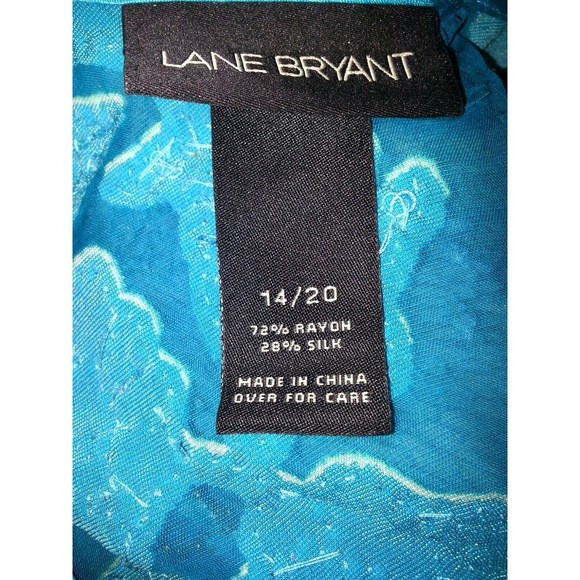 LANE BRYANT
14/20
72% RAYON
28% SILK
MADE IN CHINA
OVER FOR CARE